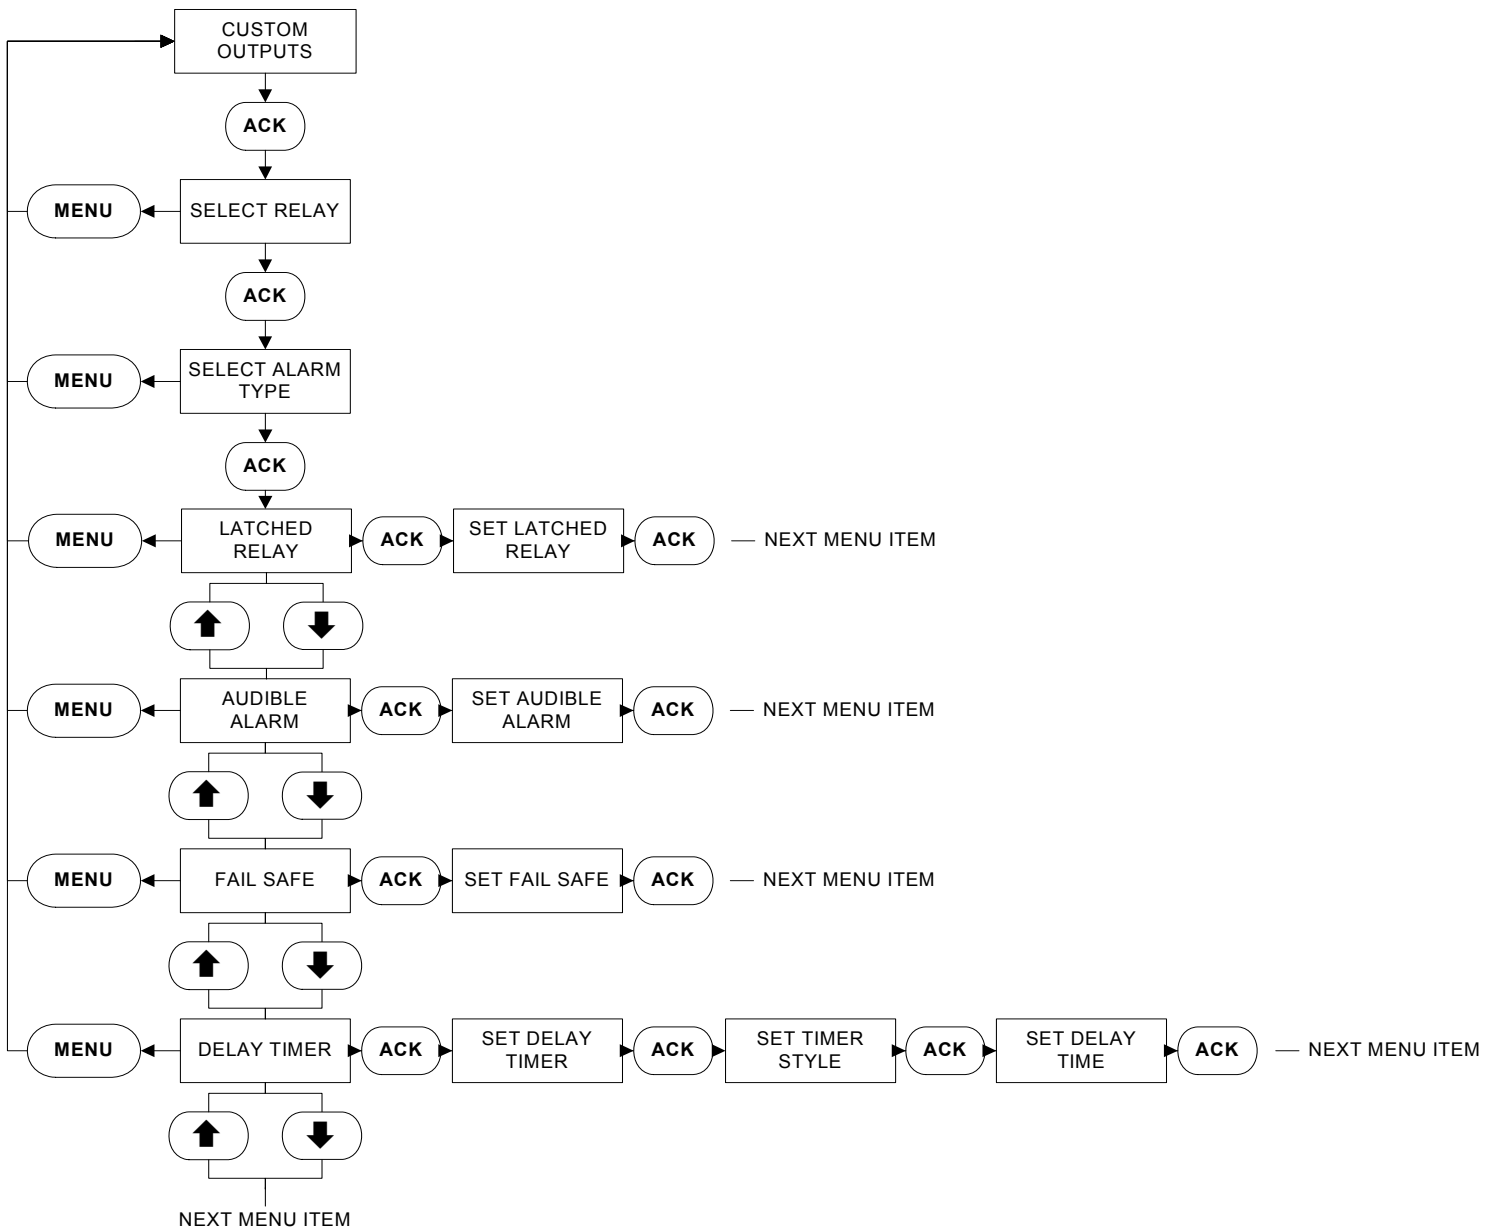 CUSTOM
OUTPUTS
ACK
MENU
SELECT RELAY
ACK
MENU
SELECT ALARM
TYPE
ACK
MENU
LATCHED
RELAY
ACK
SET LATCHED
RELAY
ACK
NEXT MENU ITEM
MENU
AUDIBLE
ALARM
ACK
SET AUDIBLE
ALARM
ACK
NEXT MENU ITEM
MENU
FAIL SAFE
ACK
SET FAIL SAFE
ACK
NEXT MENU ITEM
MENU
DELAY TIMER
ACK
SET DELAY
TIMER
ACK
SET TIMER
STYLE
ACK
SET DELAY
TIME
ACK
NEXT MENU ITEM
NEXT MENU ITEM